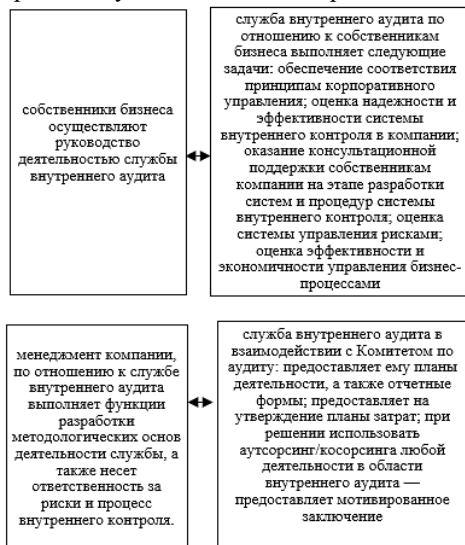 собственники бизнеса
осуществляют
руководство
деятельностью службы
внутреннего аудита
служба внутреннего аудита по
отношению к собственникам
бизнеса выполняет следующие
задачи: обеспечение соответствия
принципам корпоративного
управления; оценка надежности и
эффективности системы
внутреннего контроля в компании;
оказание консультационной
поддержки собственникам
компании на этапе разработки
систем и процедур системы
внутреннего контроля; оценка
системы управления рисками;
оценка эффективности и
экономичности управления бизнес-
процессами
менеджмент компании,
по отношению к службе
внутреннего аудита
выполняет функции
разработки
методологических основ
деятельности службы, а
также несет
ответственность за
риски и процесс
внутреннего контроля.
служба внутреннего аудита в
взаимодействии с Комитетом по
аудиту: предоставляет ему планы
деятельности, а также отчетные
формы; предоставляет на
утверждение планы затрат; при
решении использовать
аутсорсинг/косорсинга любой
деятельности в области
внутреннего аудита —
предоставляет мотивированное
заключение